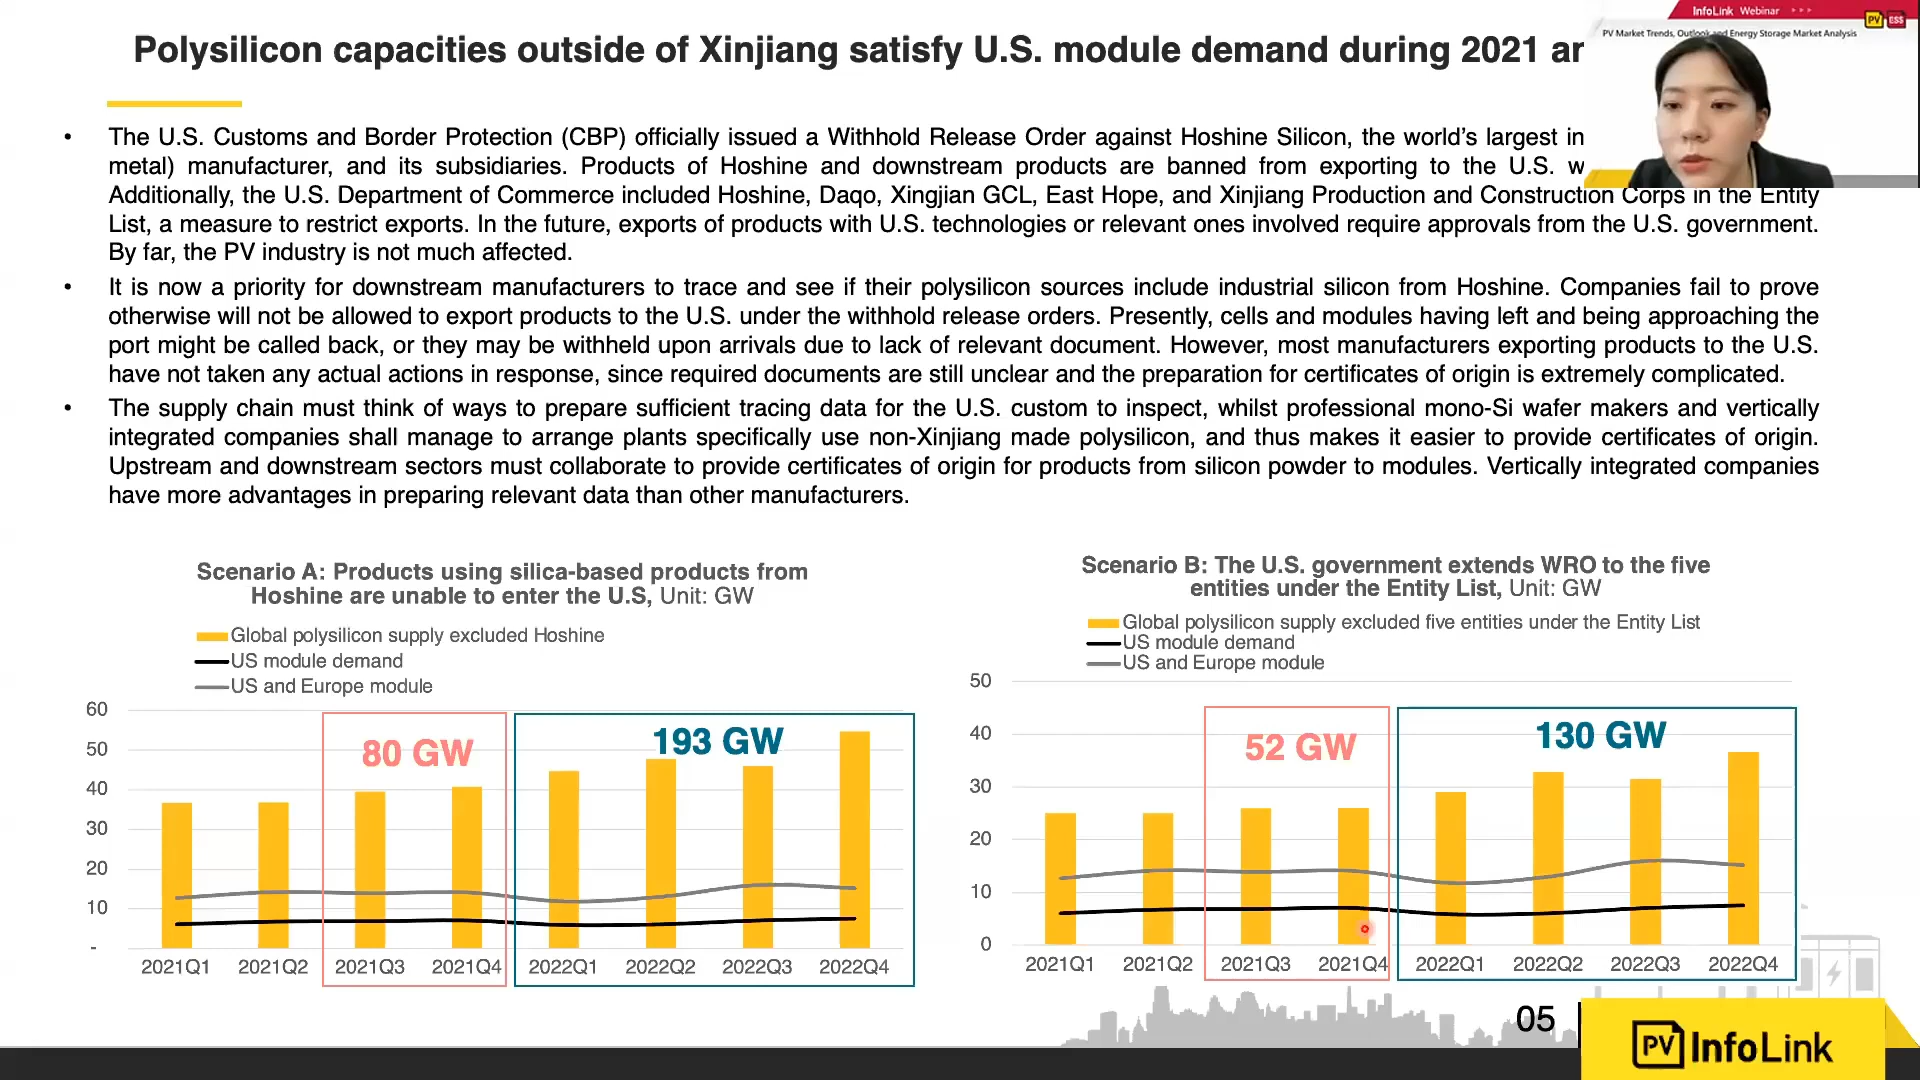 InfoLink Webinar > > >
PV ESS
PV Market Trends, Outlook and Energy Storage Market Analysis
Polysilicon capacities outside of Xinjiang satisfy U.S. module demand during 2021 ar
• The U.S. Customs and Border Protection (CBP) officially issued a Withhold Release Order against Hoshine Silicon, the world's largest in
metal) manufacturer, and its subsidiaries. Products of Hoshine and downstream products are banned from exporting to the U.S. w
Additionally, the U.S. Department of Commerce included Hoshine, Daqo, Xingjian GCL, East Hope, and Xinjiang Production and Construction Corps in the Entity
List, a measure to restrict exports. In the future, exports of products with U.S. technologies or relevant ones involved require approvals from the U.S. government.
By far, the PV industry is not much affected.
• It is now a priority for downstream manufacturers to trace and see if their polysilicon sources include industrial silicon from Hoshine. Companies fail to prove
otherwise will not be allowed to export products to the U.S. under the withhold release orders. Presently, cells and modules having left and being approaching the
port might be called back, or they may be withheld upon arrivals due to lack of relevant document. However, most manufacturers exporting products to the U.S.
have not taken any actual actions in response, since required documents are still unclear and the preparation for certificates of origin is extremely complicated.
• The supply chain must think of ways to prepare sufficient tracing data for the U.S. custom to inspect, whilst professional mono-Si wafer makers and vertically
integrated companies shall manage to arrange plants specifically use non-Xinjiang made polysilicon, and thus makes it easier to provide certificates of origin.
Upstream and downstream sectors must collaborate to provide certificates of origin for products from silicon powder to modules. Vertically integrated companies
have more advantages in preparing relevant data than other manufacturers.
Scenario A: Products using silica-based products from
Hoshine are unable to enter the U.S, Unit: GW
Global polysilicon supply excluded Hoshine
US module demand
US and Europe module
60
50
40
30
20
10
-
80 GW
193 GW
2021Q1 2021Q2 2021Q3 2021Q4 2022Q1 2022Q2 2022Q3 2022Q4
Scenario B: The U.S. government extends WRO to the five
entities under the Entity List, Unit: GW
Global polysilicon supply excluded five entities under the Entity List
US module demand
US and Europe module
50
40
30
20
10
0
52 GW
130 GW
2021Q1 2021Q2 2021Q3 2021Q4 2022Q1 2022Q2 2022Q3 2022Q4
05
PV InfoLink